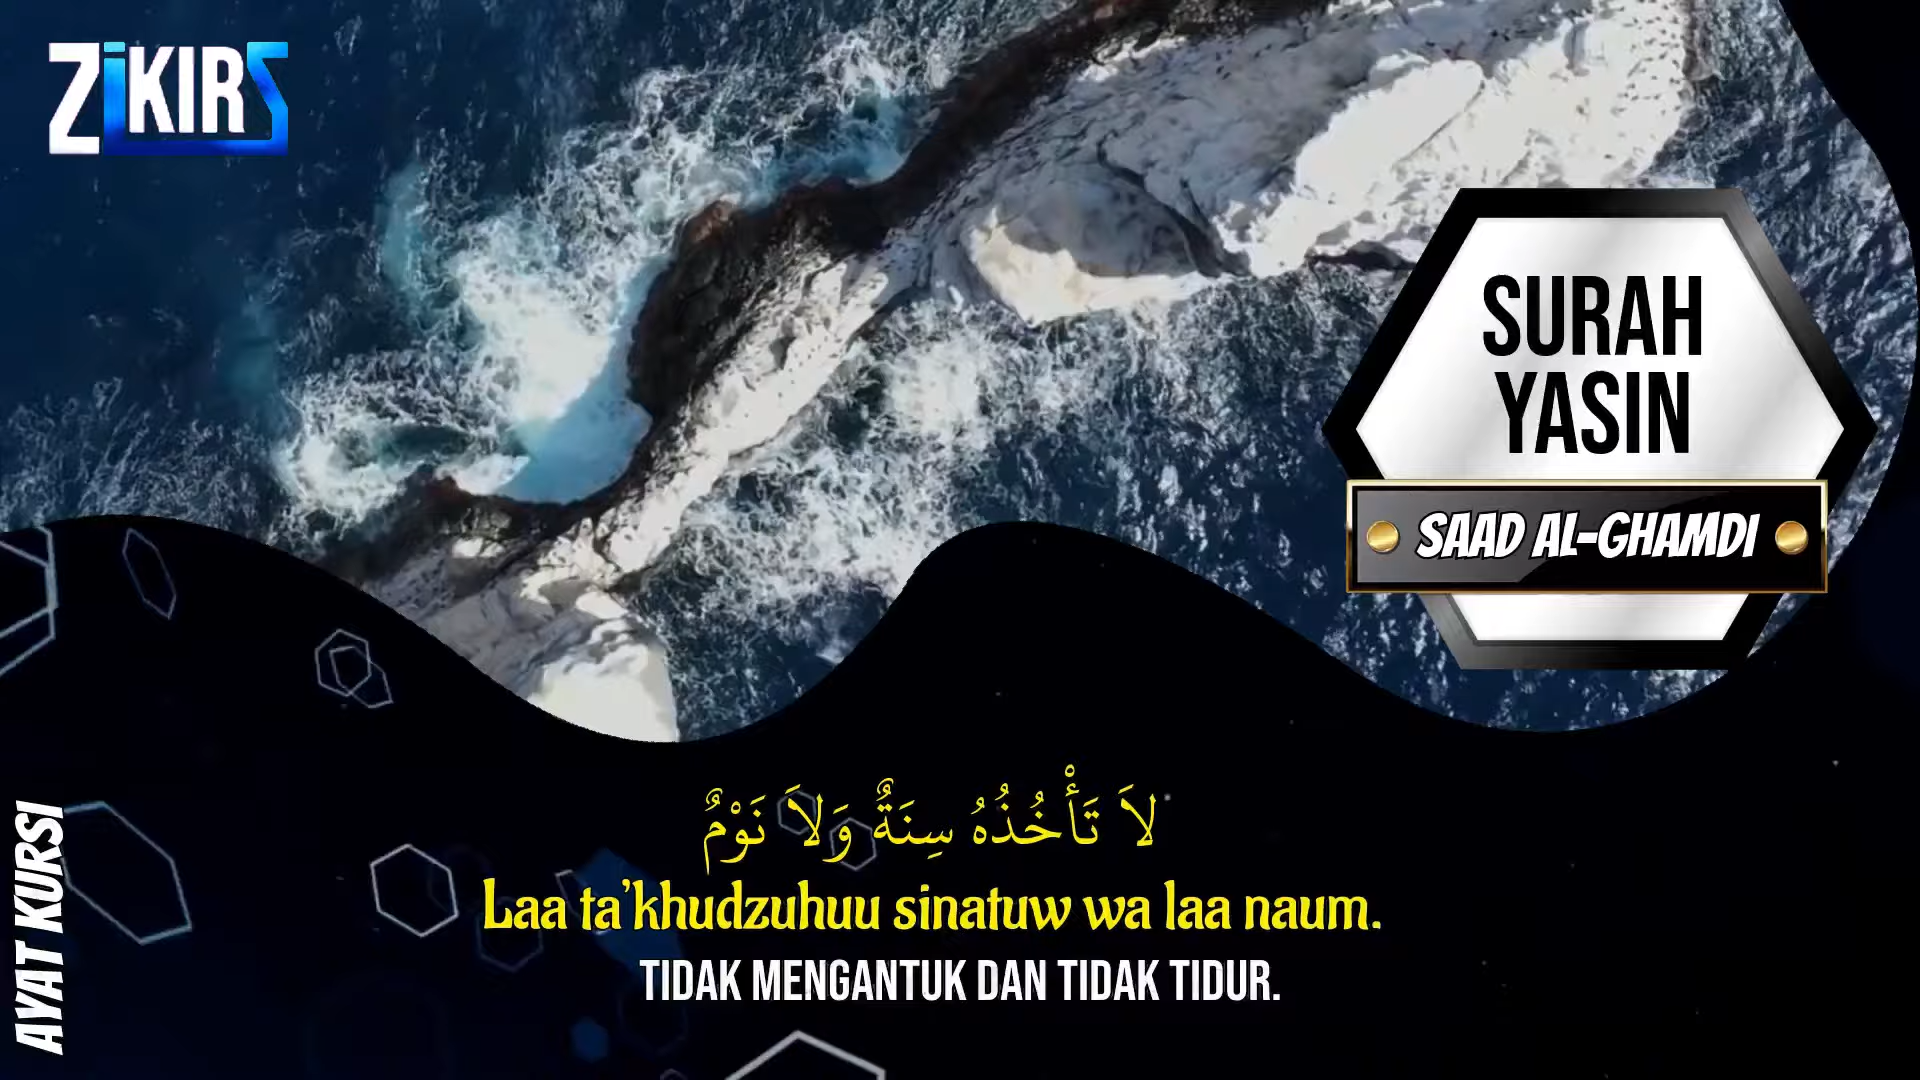 ZiKIRS
SURAH
YASIN
SAAD AL-GHAMDI
AYAT KURSI
لاَ تَأْخُذُهُ سِنَةٌ وَلاَ نَوْمٌ
Laa ta'khudzuhuu sinatuw wa laa naum.
TIDAK MENGANTUK DAN TIDAK TIDUR.